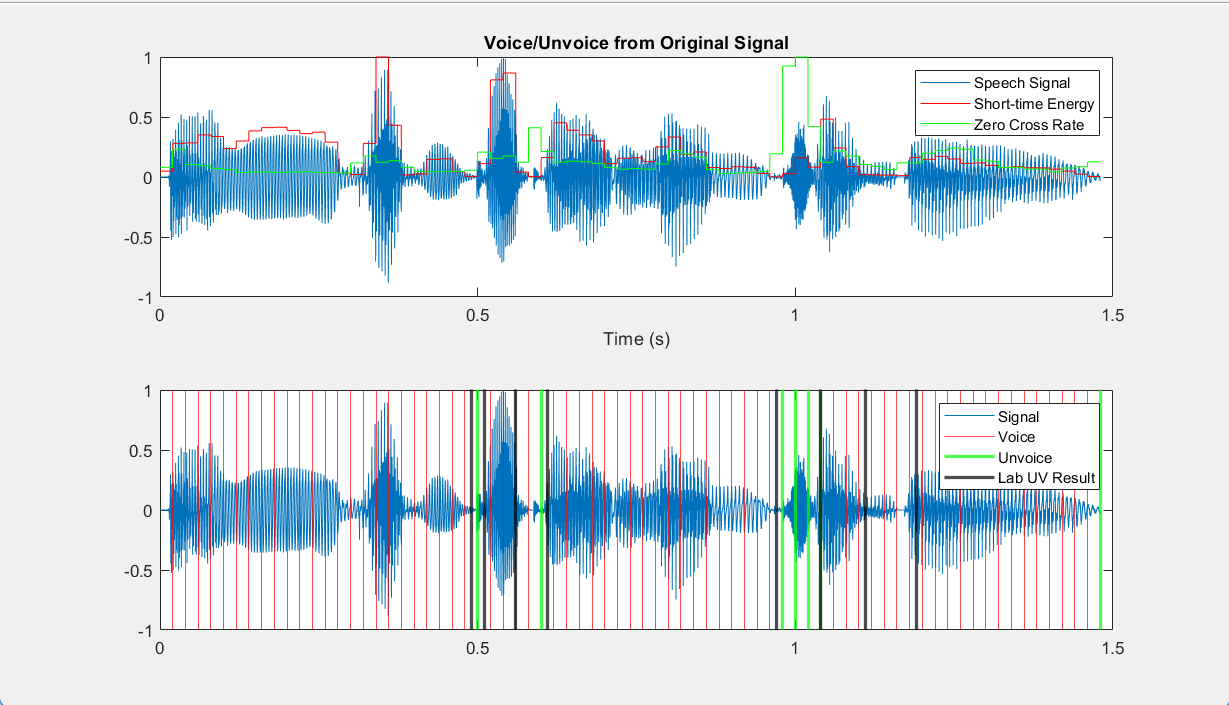 Voice/Unvoice from Original Signal
1
0.5
0
-0.5
-1
Speech Signal
Short-time Energy
Zero Cross Rate
0
0.5
1
1.5
Time (s)
1
0.5
0
-0.5
-1
Signal
Voice
Unvoice
Lab UV Result
0
0.5
1
1.5